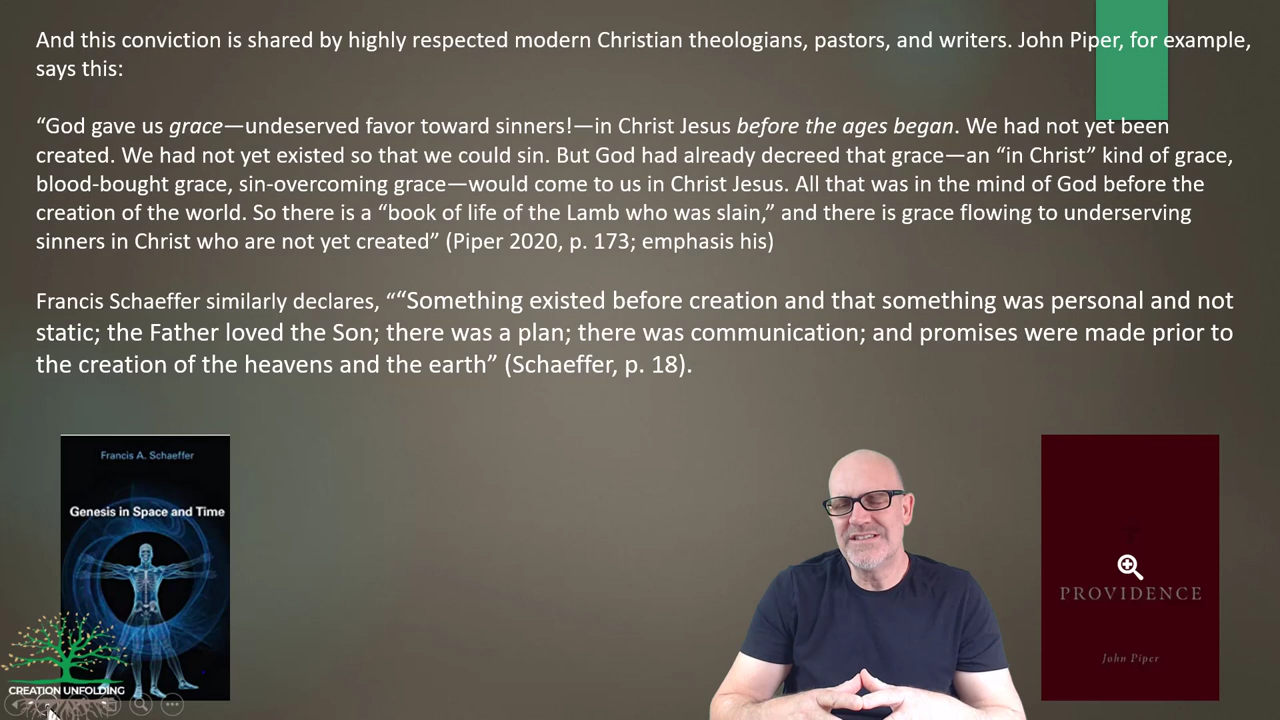 And this conviction is shared by highly respected modern Christian theologians, pastors, and writers. John Piper, for example,
says this:
“God gave us grace—undeserved favor toward sinners!—in Christ Jesus before the ages began. We had not yet been
created. We had not yet existed so that we could sin. But God had already decreed that grace—an “in Christ” kind of grace,
blood-bought grace, sin-overcoming grace—would come to us in Christ Jesus. All that was in the mind of God before the
creation of the world. So there is a “book of life of the Lamb who was slain,” and there is grace flowing to underserving
sinners in Christ who are not yet created” (Piper 2020, p. 173; emphasis his)
Francis Schaeffer similarly declares, ““Something existed before creation and that something was personal and not
static; the Father loved the Son; there was a plan; there was communication; and promises were made prior to
the creation of the heavens and the earth” (Schaeffer, p. 18).
Francis A. Schaeffer
Genesis in Space and Time
CREATION UNFOLDING
PROVIDENCE
John Piper